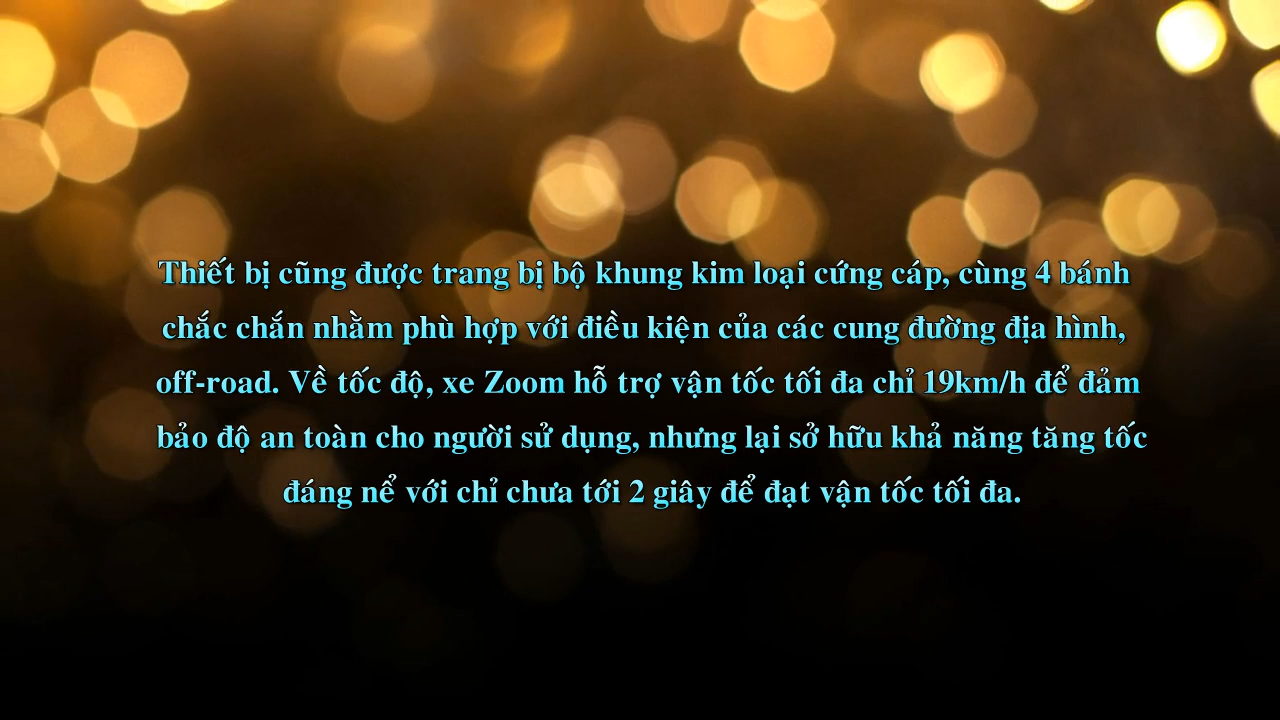 Thiết bị cũng được trang bị bộ khung kim loại cứng cáp, cùng 4 bánh
chắc chắn nhằm phù hợp với điều kiện của các cung đường địa hình,
off-road. Về tốc độ, xe Zoom hỗ trợ vận tốc tối đa chỉ 19km/h để đảm
bảo độ an toàn cho người sử dụng, nhưng lại sở hữu khả năng tăng tốc
đáng nể với chỉ chưa tới 2 giây để đạt vận tốc tối đa.